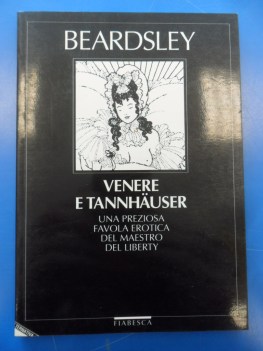 BEARDSLEY
VENERE
E TANNHÄUSER
UNA PREZIOSA
FAVOLA EROTICA
DEL MAESTRO
DEL LIBERTY
FIABESCA